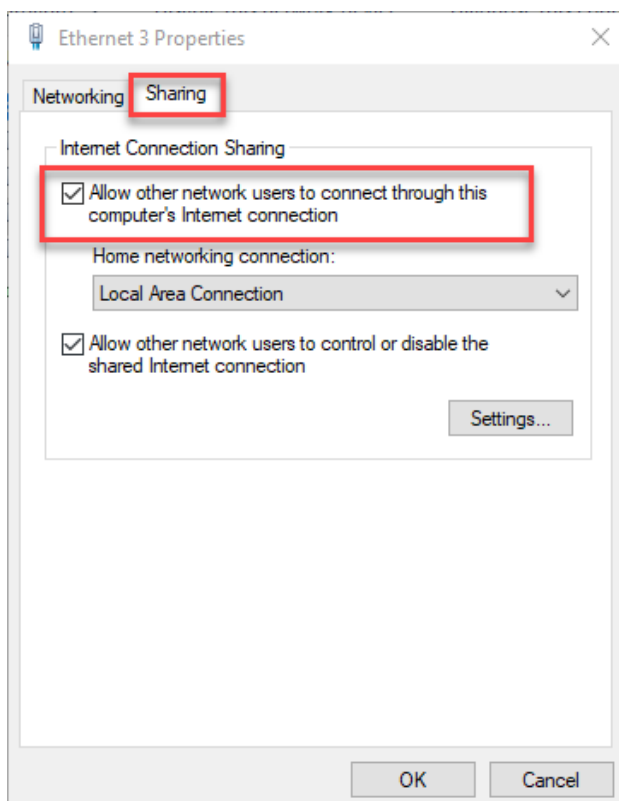 Ethernet 3 Properties
Networking
Sharing
Internet Connection Sharing
Allow other network users to connect through this
computer's Internet connection
Home networking connection:
Local Area Connection
Allow other network users to control or disable the
shared Internet connection
Settings...
OK
Cancel